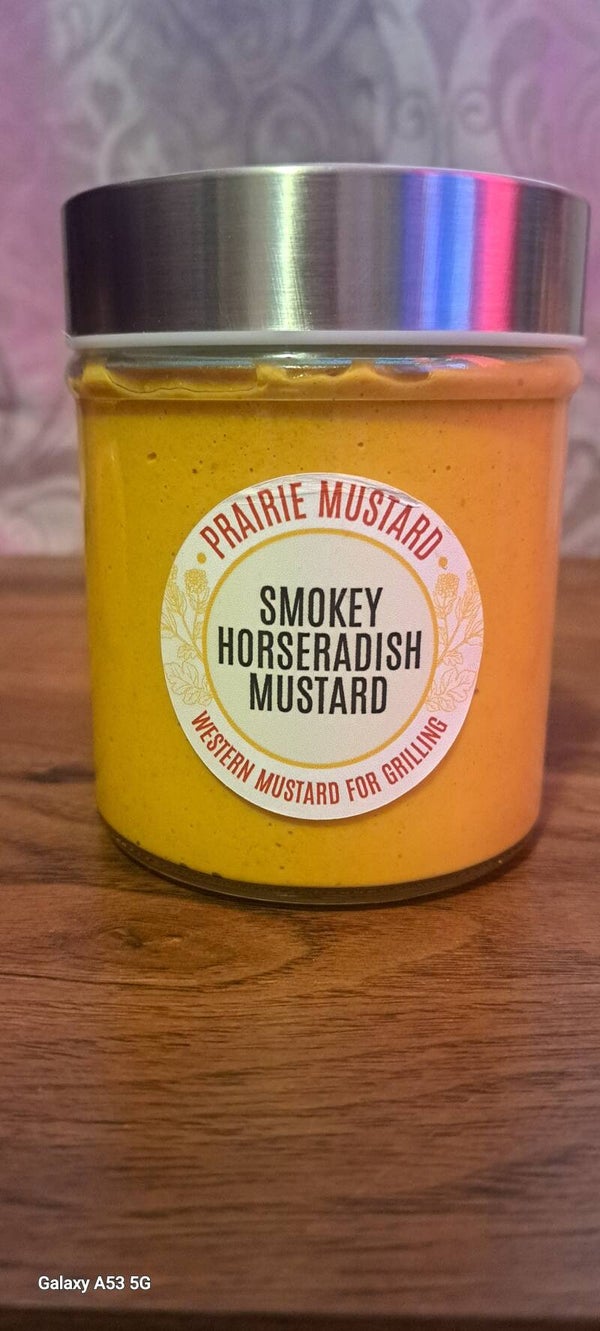 PRAIRIE MUSTARD
SMOKEY
HORSERADISH
MUSTARD
WESTERN MUSTARD FOR GRILLING
Galaxy A53 5G